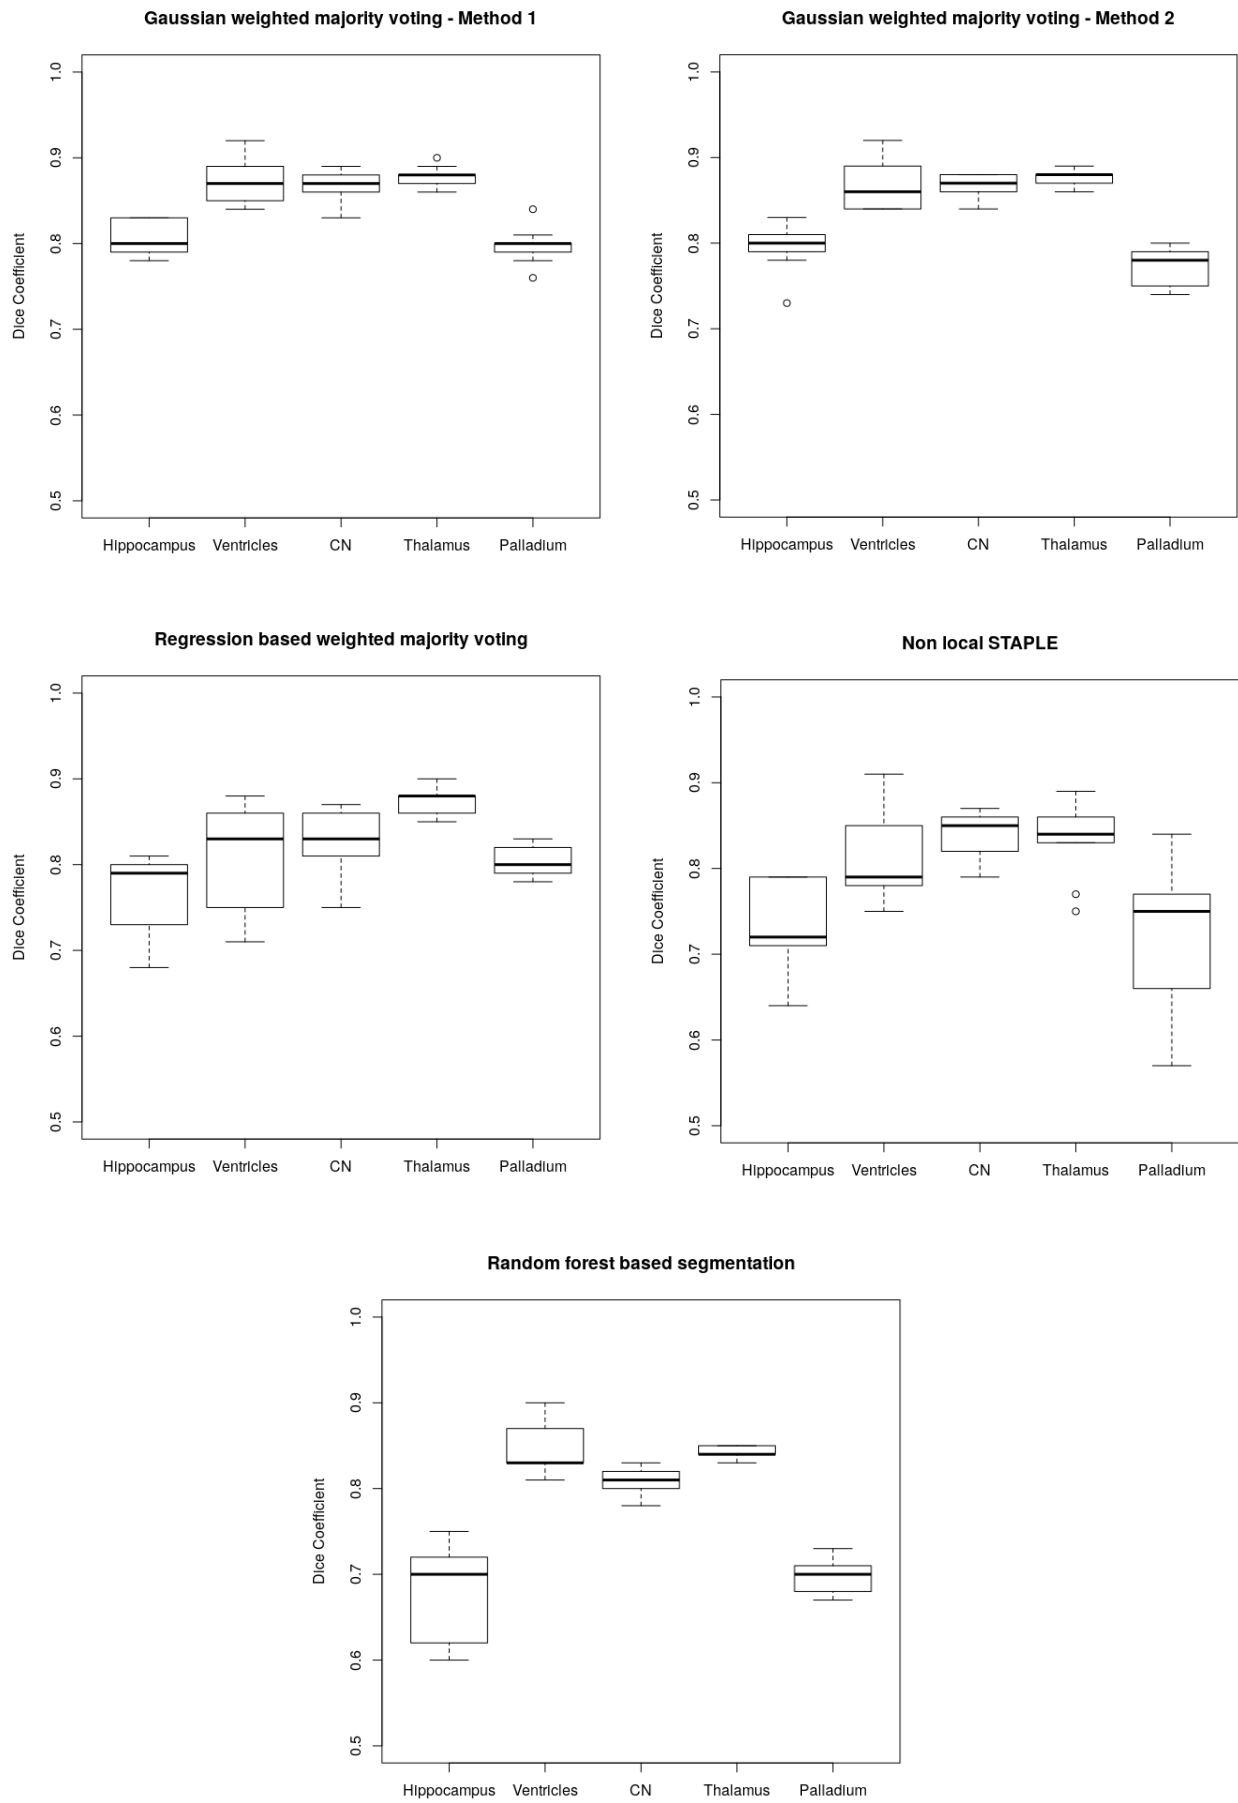 Gaussian weighted majority voting - Method 1
Dice Coefficient
1.0
0.9
0.8
0.7
0.6
0.5
Hippocampus Ventricles CN Thalamus Palladium
Gaussian weighted majority voting - Method 2
Dice Coefficient
1.0
0.9
0.8
0.7
0.6
0.5
Hippocampus Ventricles CN Thalamus Palladium
Regression based weighted majority voting
Dice Coefficient
1.0
0.9
0.8
0.7
0.6
0.5
Hippocampus Ventricles CN Thalamus Palladium
Non local STAPLE
Dice Coefficient
1.0
0.9
0.8
0.7
0.6
0.5
Hippocampus Ventricles CN Thalamus Palladium
Random forest based segmentation
Dice Coefficient
1.0
0.9
0.8
0.7
0.6
0.5
Hippocampus Ventricles CN Thalamus Palladium